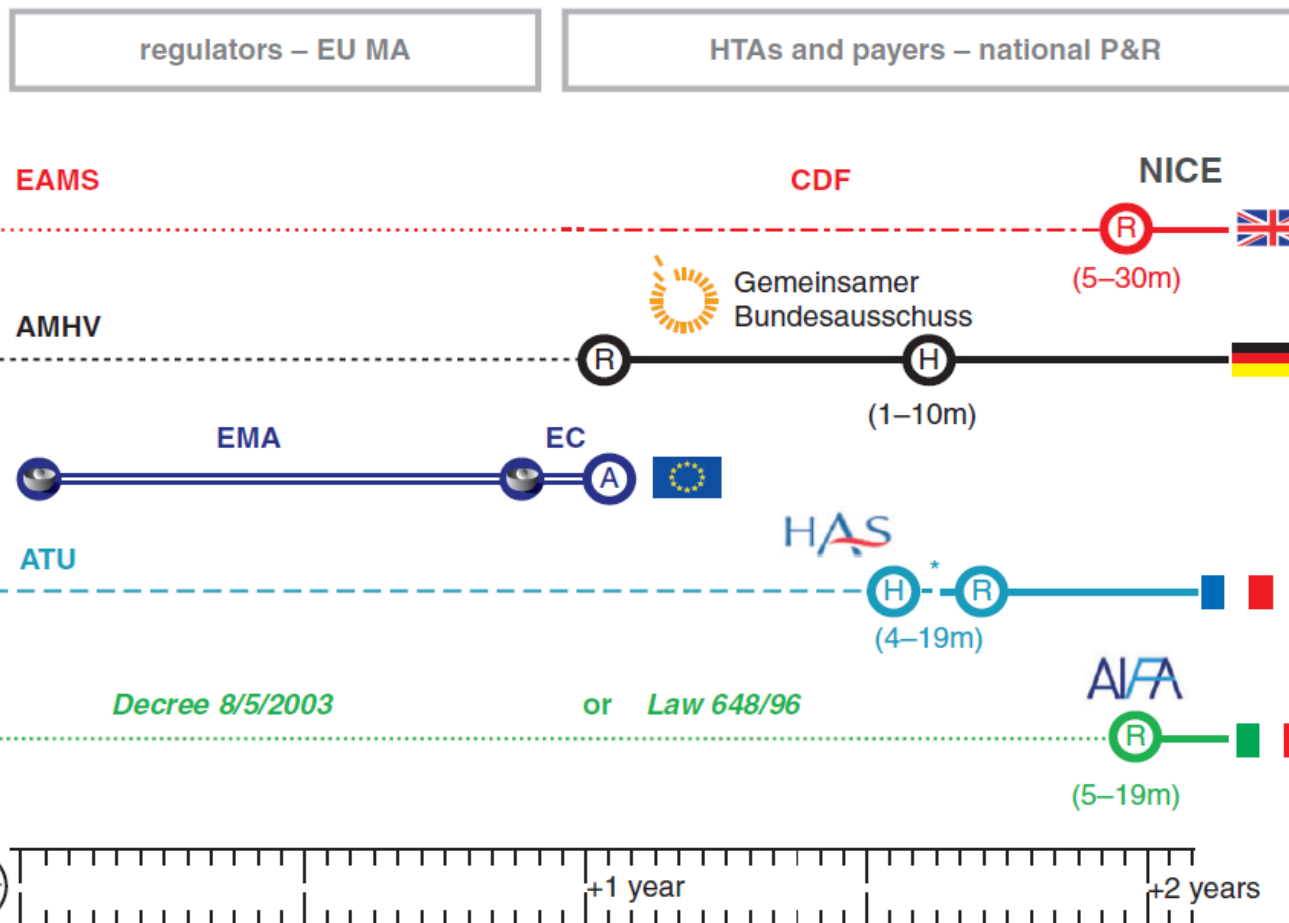 regulators – EU MA
HTAs and payers – national P&R
EAMS
CDF
NICE
R
(5–30m)
Gemeinsamer
Bundesausschuss
AMHV
R
H
(1–10m)
EMA
EC
A
HAS
ATU
H
*
R
(4–19m)
AIFA
Decree 8/5/2003 or Law 648/96
R
(5–19m)
+1 year
+2 years